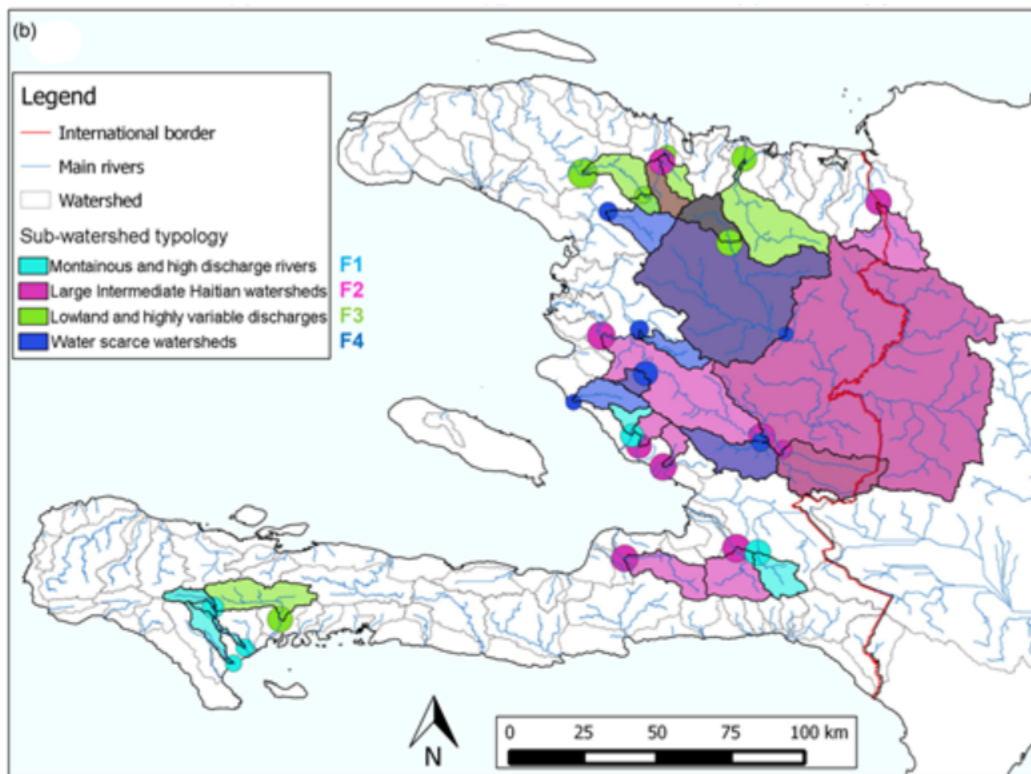 (b)
Legend
International border
Main rivers
Watershed
Sub-watershed typology
Montainous and high discharge rivers F1
Large Intermediate Haitian watersheds F2
Lowland and highly variable discharges F3
Water scarce watersheds F4
N
0 25 50 75 100 km